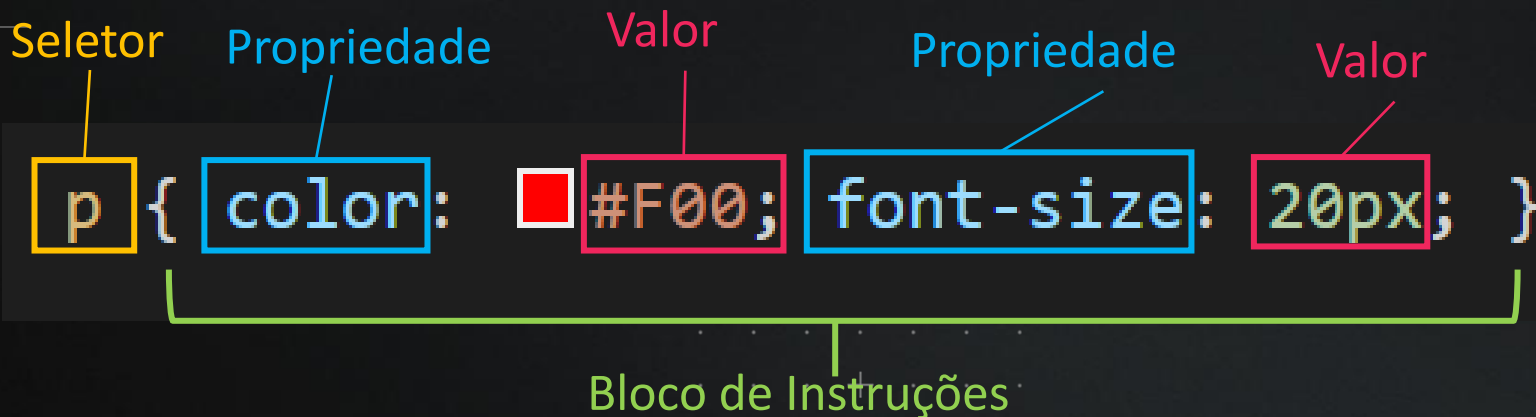 Seletor
Propriedade
Valor
Propriedade
Valor
p { color: #F00; font-size: 20px; }
Bloco de Instruções